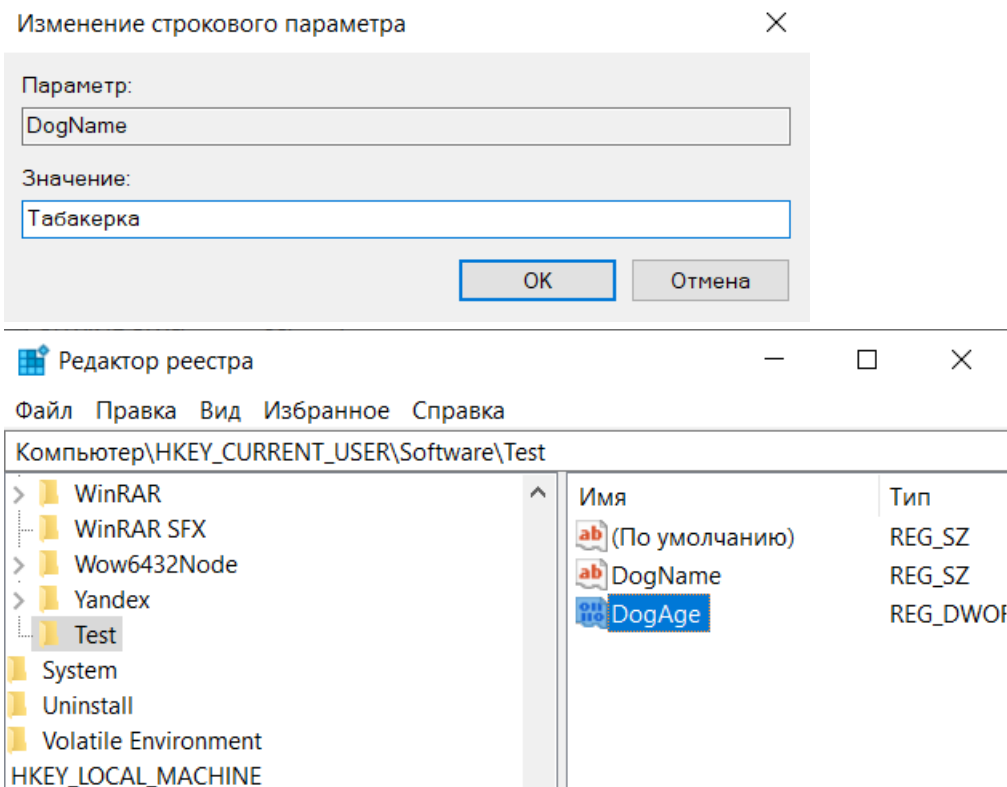 Изменение строкового параметра
Параметр:
DogName
Значение:
Табакерка
OK Отмена
Редактор реестра
Файл Правка Вид Избранное Справка
Компьютер\HKEY_CURRENT_USER\Software\Test
WinRAR
WinRAR SFX
Wow6432Node
Yandex
Test
System
Uninstall
Volatile Environment
HKEY_LOCAL_MACHINE
Имя Тип
(По умолчанию) REG_SZ
DogName REG_SZ
DogAge REG_DWOR